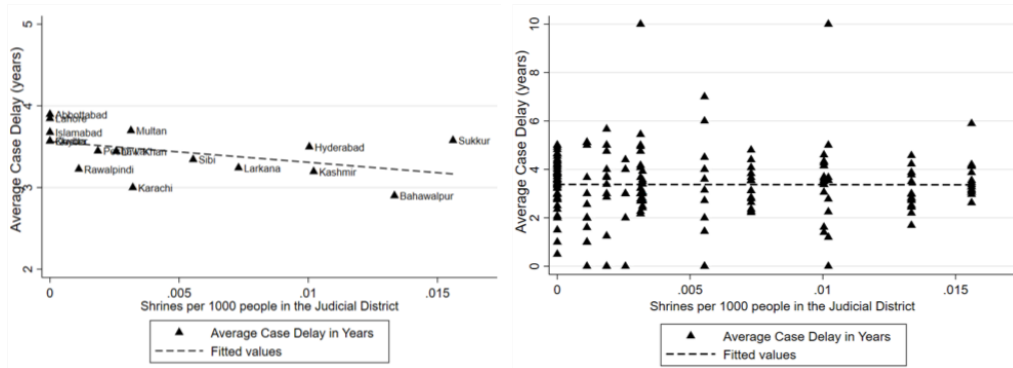 Average Case Delay (years)
5
4
3
2
Abbottabad
Lahore
Islamabad
Multan
Sukkur
Hyderabad
Sibi
Rawalpindi
Larkana
Kashmir
Karachi
Bahawalpur
0 .005 .01 .015
Shrines per 1000 people in the Judicial District
Average Case Delay in Years
Fitted values
Average Case Delay (years)
10
8
6
4
2
0
0 .005 .01 .015
Shrines per 1000 people in the Judicial District
Average Case Delay in Years
Fitted values